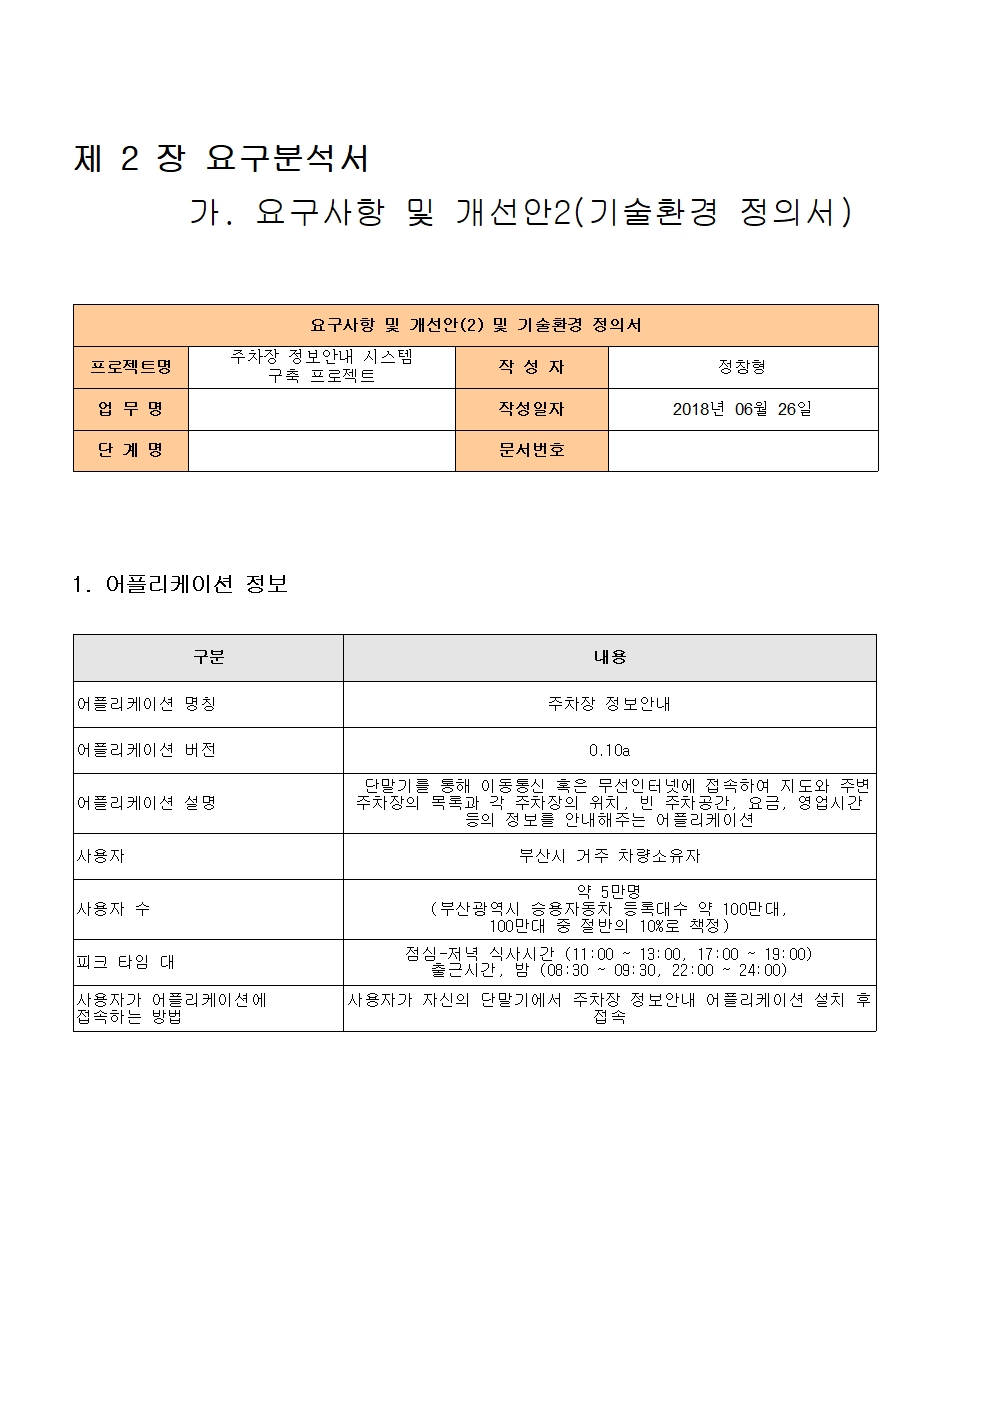 제 2 장 요구분석서
가. 요구사항 및 개선안2(기술환경 정의서)
요구사항 및 개선안(2) 및 기술환경 정의서
프로젝트명
주차장 정보안내 시스템
구축 프로젝트
작 성 자
정창형
업 무 명
작성일자
2018년 06월 26일
단 계 명
문서번호
1. 어플리케이션 정보
구분
내용
어플리케이션 명칭
주차장 정보안내
어플리케이션 버전
0.10a
어플리케이션 설명
단말기를 통해 이동통신 혹은 무선인터넷에 접속하여 지도와 주변
주차장의 목록과 각 주차장의 위치, 빈 주차공간, 요금, 영업시간
등의 정보를 안내해주는 어플리케이션
사용자
부산시 거주 차량소유자
사용자 수
약 5만명
(부산광역시 승용자동차 등록대수 약 100만대,
100만대 중 절반의 10%로 책정)
피크 타임 대
점심-저녁 식사시간 (11:00 ~ 13:00, 17:00 ~ 19:00)
출근시간, 밤 (08:30 ~ 09:30, 22:00 ~ 24:00)
사용자가 어플리케이션에
접속하는 방법
사용자가 자신의 단말기에서 주차장 정보안내 어플리케이션 설치 후
접속